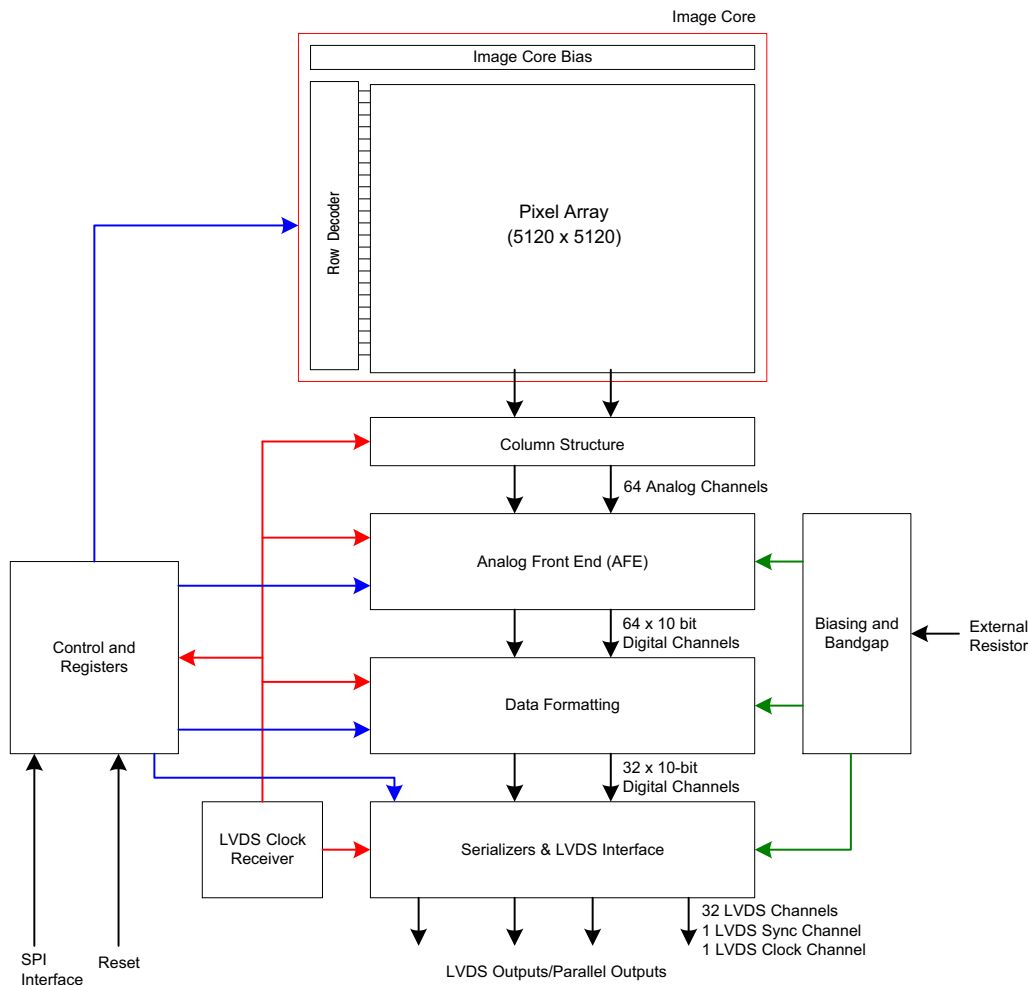 Image Core
Image Core Bias
Row Decoder
Pixel Array
(5120 x 5120)
Column Structure
64 Analog Channels
Analog Front End (AFE)
64 x 10 bit
Digital Channels
Biasing and
Bandgap
External
Resistor
Control and
Registers
Data Formatting
32 x 10-bit
Digital Channels
LVDS Clock
Receiver
Serializers & LVDS Interface
32 LVDS Channels
1 LVDS Sync Channel
1 LVDS Clock Channel
SPI
Interface
Reset
LVDS Outputs/Parallel Outputs